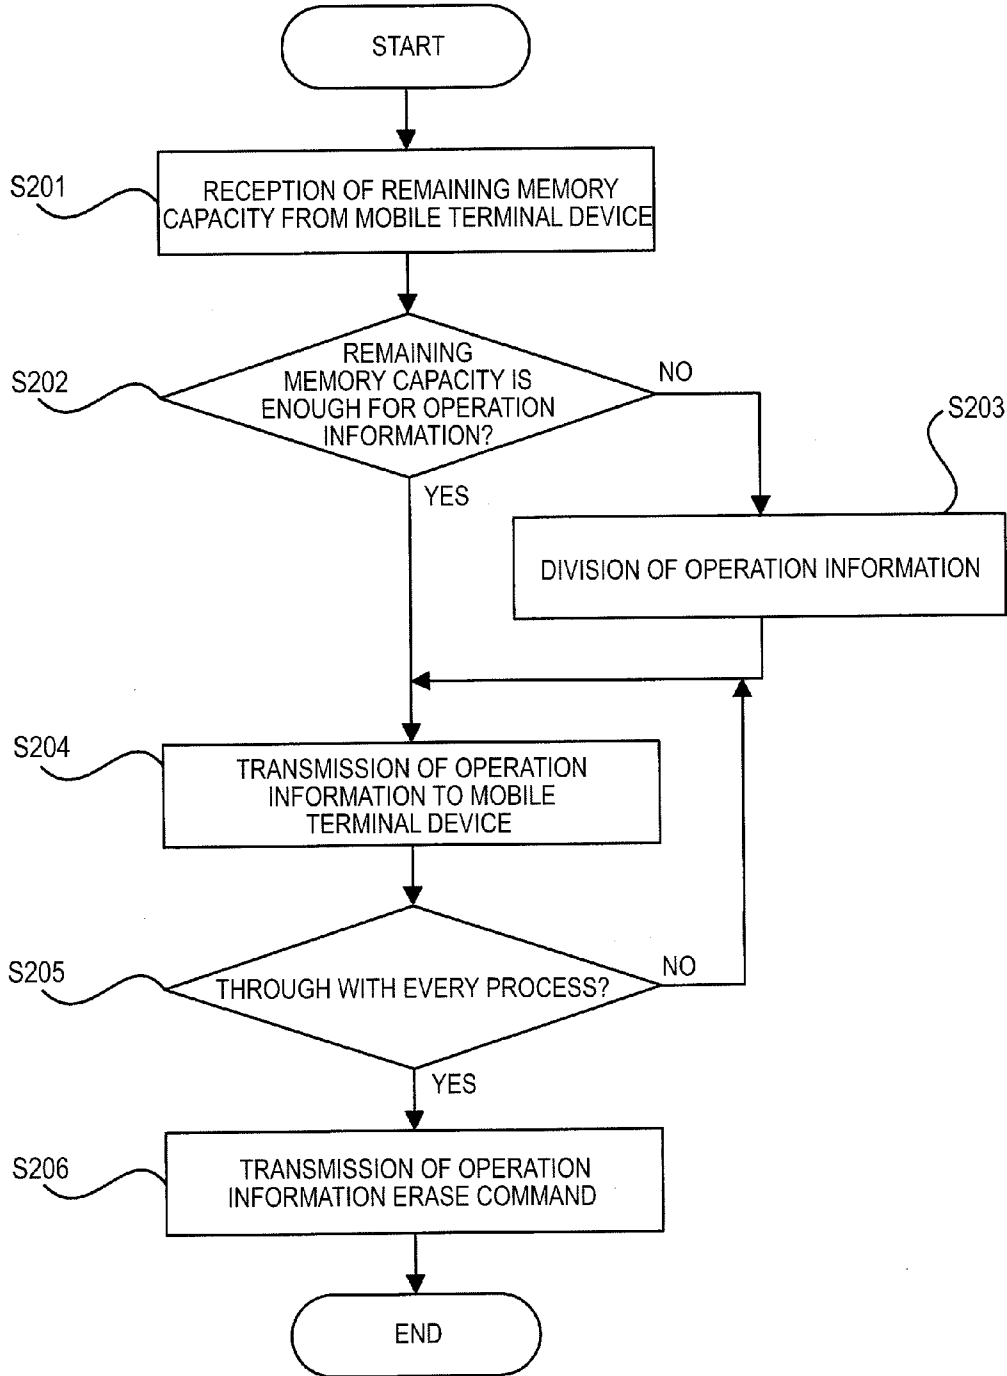 START
S201
RECEPTION OF REMAINING MEMORY
CAPACITY FROM MOBILE TERMINAL DEVICE
S202
REMAINING
MEMORY CAPACITY IS
ENOUGH FOR OPERATION
INFORMATION?
NO
YES
S203
DIVISION OF OPERATION INFORMATION
S204
TRANSMISSION OF OPERATION
INFORMATION TO MOBILE
TERMINAL DEVICE
S205
THROUGH WITH EVERY PROCESS?
NO
YES
S206
TRANSMISSION OF OPERATION
INFORMATION ERASE COMMAND
END